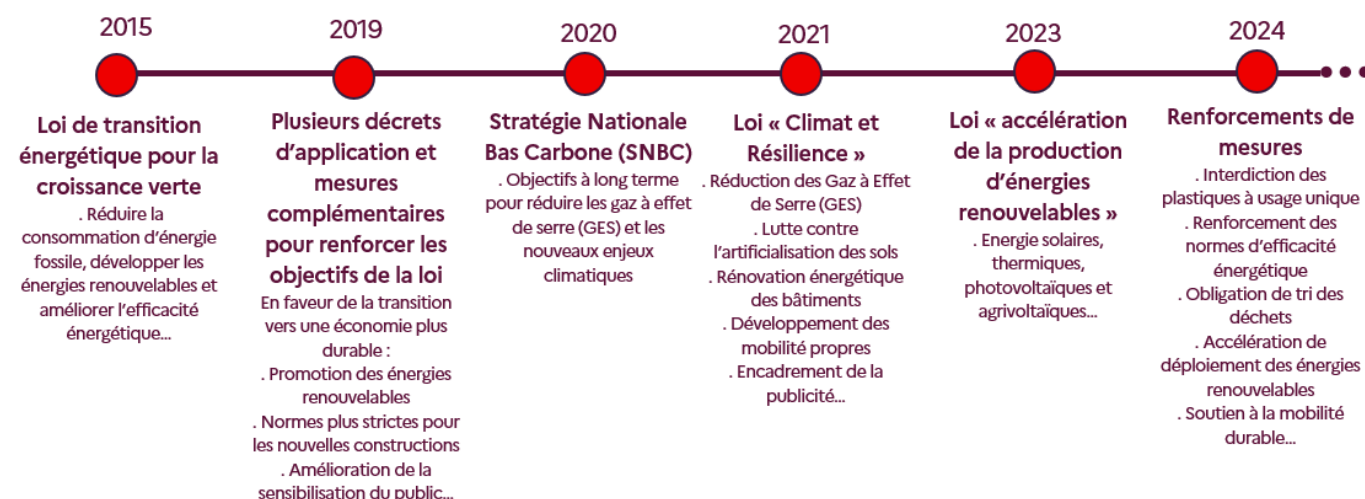 2015
Loi de transition
énergétique pour la
croissance verte
. Réduire la
consommation d'énergie
fossile, développer les
énergies renouvelables et
améliorer l'efficacité
énergétique...
2019
Plusieurs décrets
d'application et
mesures
complémentaires
pour renforcer les
objectifs de la loi
En faveur de la transition
vers une économie plus
durable :
. Promotion des énergies
renouvelables
. Normes plus strictes pour
les nouvelles constructions
. Amélioration de la
sensibilisation du public...
2020
Stratégie Nationale
Bas Carbone (SNBC)
. Objectifs à long terme
pour réduire les gaz à effet
de serre (GES) et les
nouveaux enjeux
climatiques
2021
Loi « Climat et
Résilience »
. Réduction des Gaz à Effet
de Serre (GES)
. Lutte contre
l'artificialisation des sols
. Rénovation énergétique
des bâtiments
. Développement des
mobilité propres
. Encadrement de la
publicité...
2023
Loi « accélération
de la production
d'énergies
renouvelables »
. Energie solaires,
thermiques,
photovoltaïques et
agrivoltaïques...
2024
Renforcements de
mesures
. Interdiction des
plastiques à usage unique
. Renforcement des
normes d'efficacité
énergétique
. Obligation de tri des
déchets
. Accélération de
déploiement des énergies
renouvelables
. Soutien à la mobilité
durable...